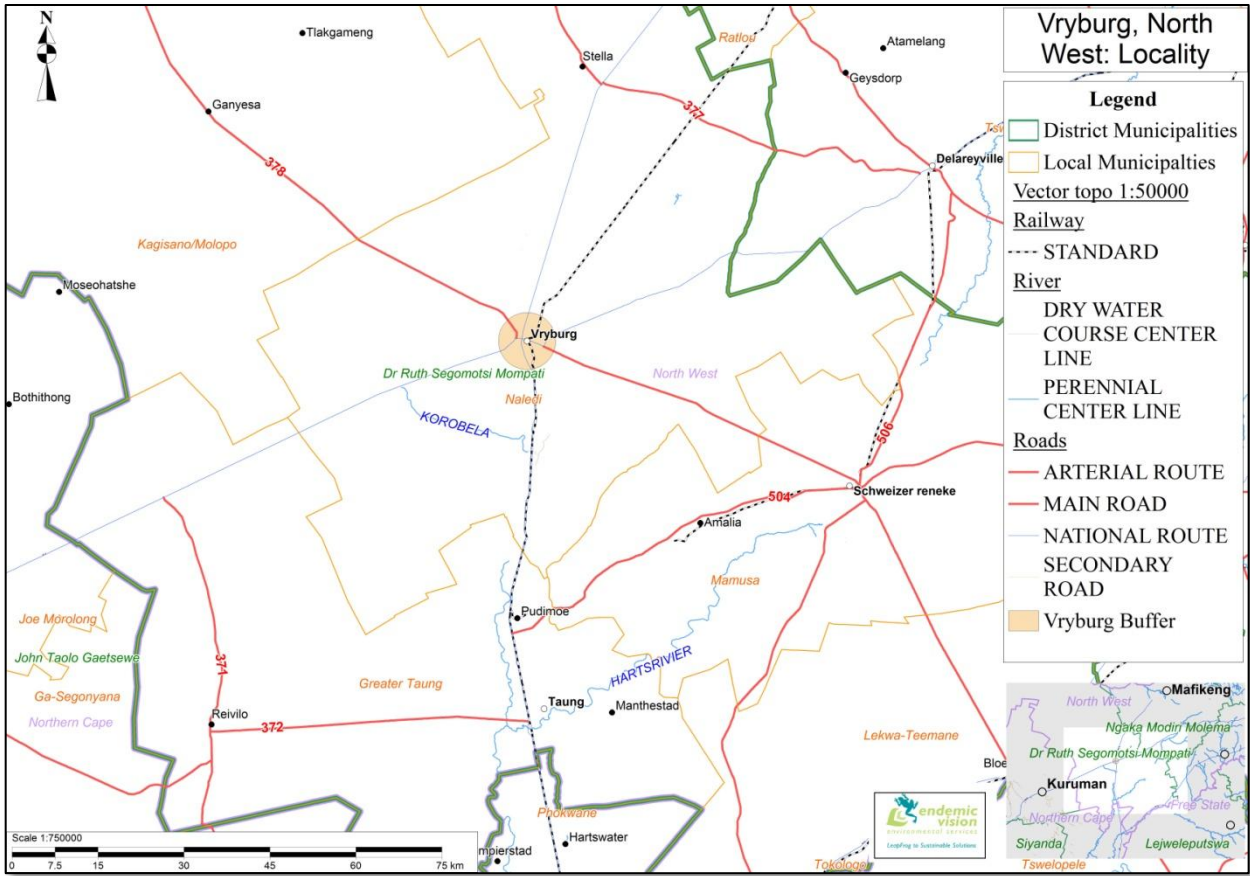 Vryburg, North
West: Locality
Legend
District Municipalities
Local Municipalties
Vector topo 1:50000
Railway
STANDARD
River
DRY WATER
COURSE CENTER
LINE
PERENNIAL
CENTER LINE
Roads
ARTERIAL ROUTE
MAIN ROAD
NATIONAL ROUTE
SECONDARY
ROAD
Vryburg Buffer
N
Tlakgameng
Ratlou
Atamelang
Stella
Geysdorp
Ganyesa
377
378
Delareyville
Kagisano/Molopo
Moseohatshe
Vryburg
Dr Ruth Segomotsi Mompati
North West
Naledi
Bothithong
KOROBELA
506
Schweizer reneke
504
Amalia
Mamusa
Pudimoe
Joe Morolong
John Taolo Gaetsewe
371
HARTSRIVIER
Ga-Segonyana
Greater Taung
Northern Cape
Taung
Manthestad
Reivilo
372
Lekwa-Teemane
Bloe
Phokwane
Hartswater
mpierstad
Tokologo
Tswelopele
Scale 1:750000
0 7.5 15 30 45 60 75 km
endemic
vision
environmental services
Leapfrog to Sustainable Solutions
Mafikeng
North West
Ngaka Modiri Molema
Dr Ruth Segomotsi Mompati
Kuruman
Free State
Northern Cape
Siyanda
Lejweleputswa